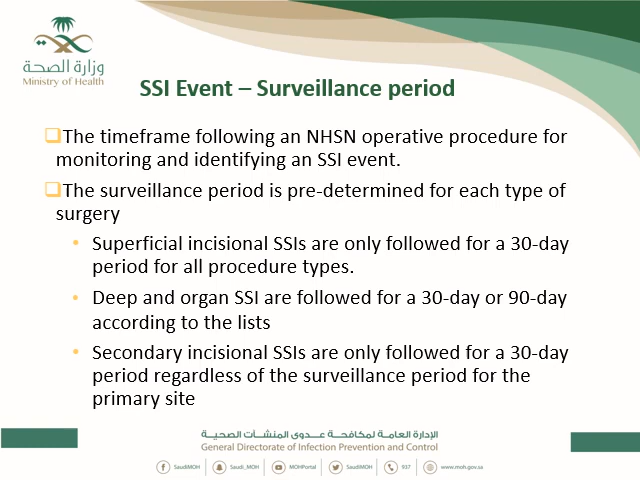 وزارة الصحة
Ministry of Health
SSI Event – Surveillance period
❑The timeframe following an NHSN operative procedure for
monitoring and identifying an SSI event.
❑The surveillance period is pre-determined for each type of
surgery
• Superficial incisional SSIs are only followed for a 30-day
period for all procedure types.
• Deep and organ SSI are followed for a 30-day or 90-day
according to the lists
• Secondary incisional SSIs are only followed for a 30-day
period regardless of the surveillance period for the
primary site
الإدارة العامة لمكافحة عدوى المنشآت الصحية
General Directorate of Infection Prevention and Control
SaudiMOH Saudi_MOH MOHPortal SaudiMOH 937 www.moh.gov.sa